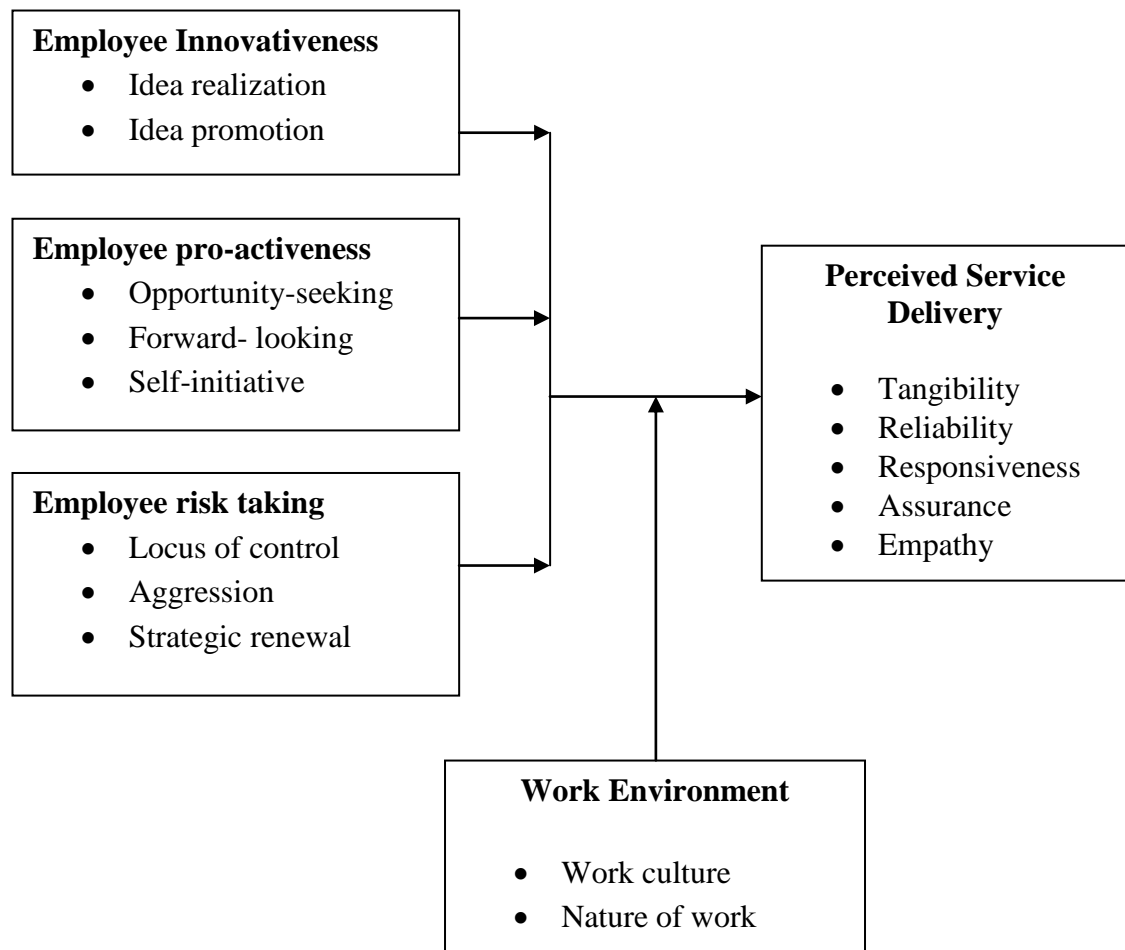 Employee Innovativeness
• Idea realization
• Idea promotion
Employee pro-activeness
• Opportunity-seeking
• Forward- looking
• Self-initiative
Employee risk taking
• Locus of control
• Aggression
• Strategic renewal
Perceived Service
Delivery
• Tangibility
• Reliability
• Responsiveness
• Assurance
• Empathy
Work Environment
• Work culture
• Nature of work